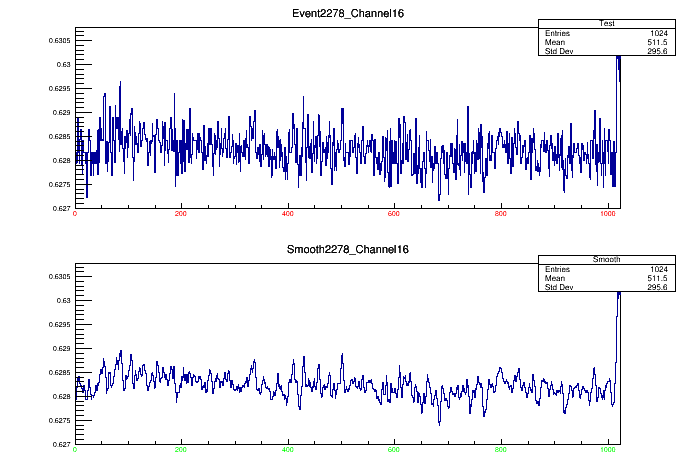 Event2278_Channel16
Test
Entries 1024
Mean 511.5
Std Dev 295.6
0.6305
0.63
0.6295
0.629
0.6285
0.628
0.6275
0.627
0 200 400 600 800 1000
Smooth2278_Channel16
Smooth
Entries 1024
Mean 511.5
Std Dev 295.6
0.6305
0.63
0.6295
0.629
0.6285
0.628
0.6275
0.627
0 200 400 600 800 1000